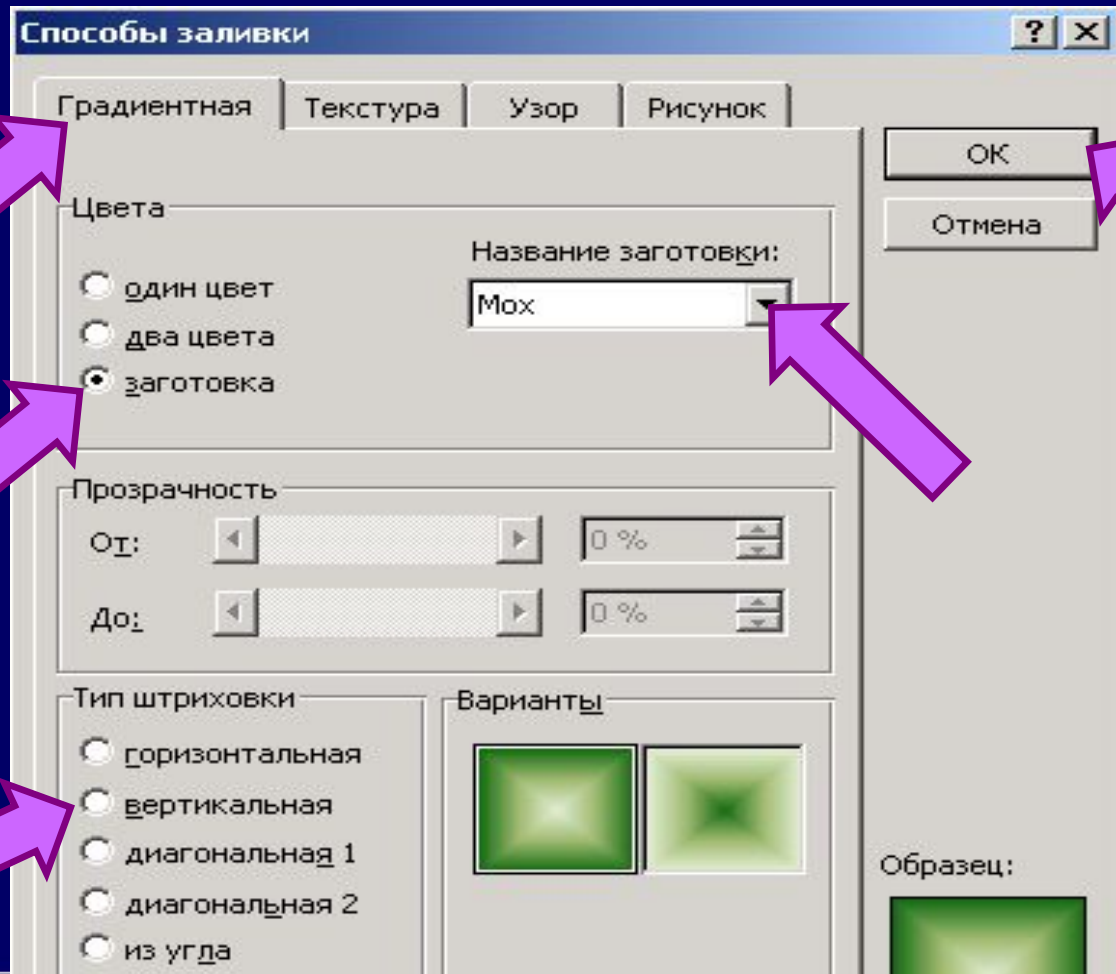 Способы заливки
Градиентная Текстура Узор Рисунок
ОК
Отмена
Цвета
Название заготовки:
один цвет
Мох
два цвета
заготовка
Прозрачность
От: 0 %
До: 0 %
Тип штриховки
Варианты
горизонтальная
вертикальная
диагональная 1
диагональная 2
из угла
Образец: